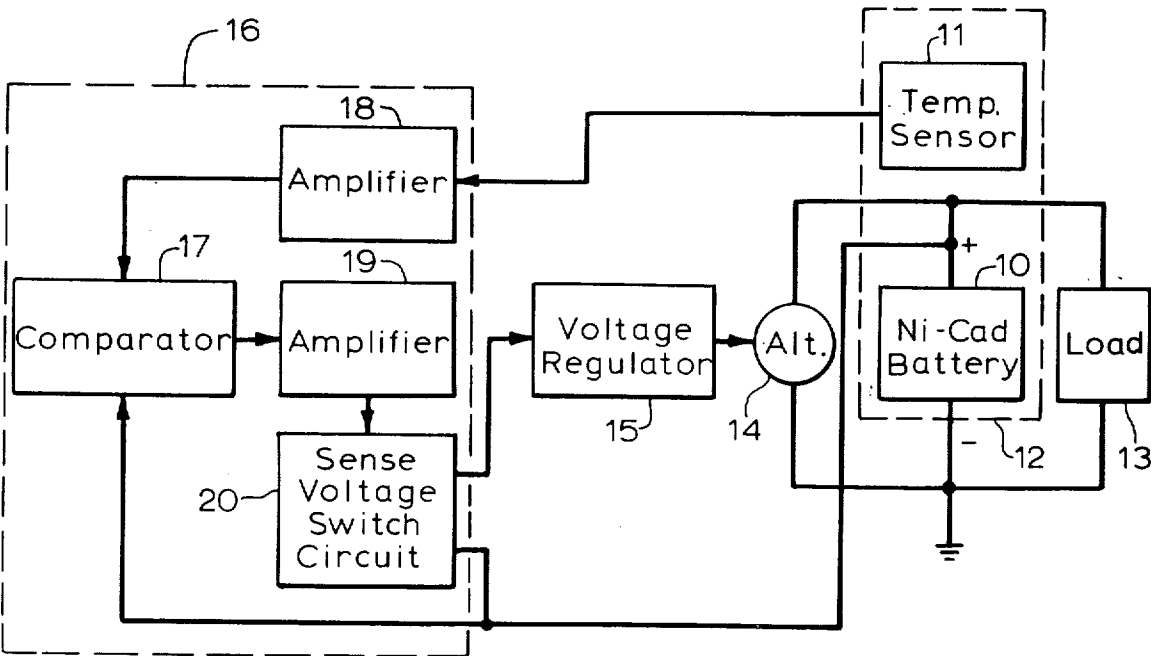 16
11
Temp.
Sensor
18
Amplifier
17
Comparator
19
Amplifier
+
10
Ni-Cad
Battery
-
12
Load
13
Voltage
Regulator
15
Alt.
14
20
Sense
Voltage
Switch
Circuit